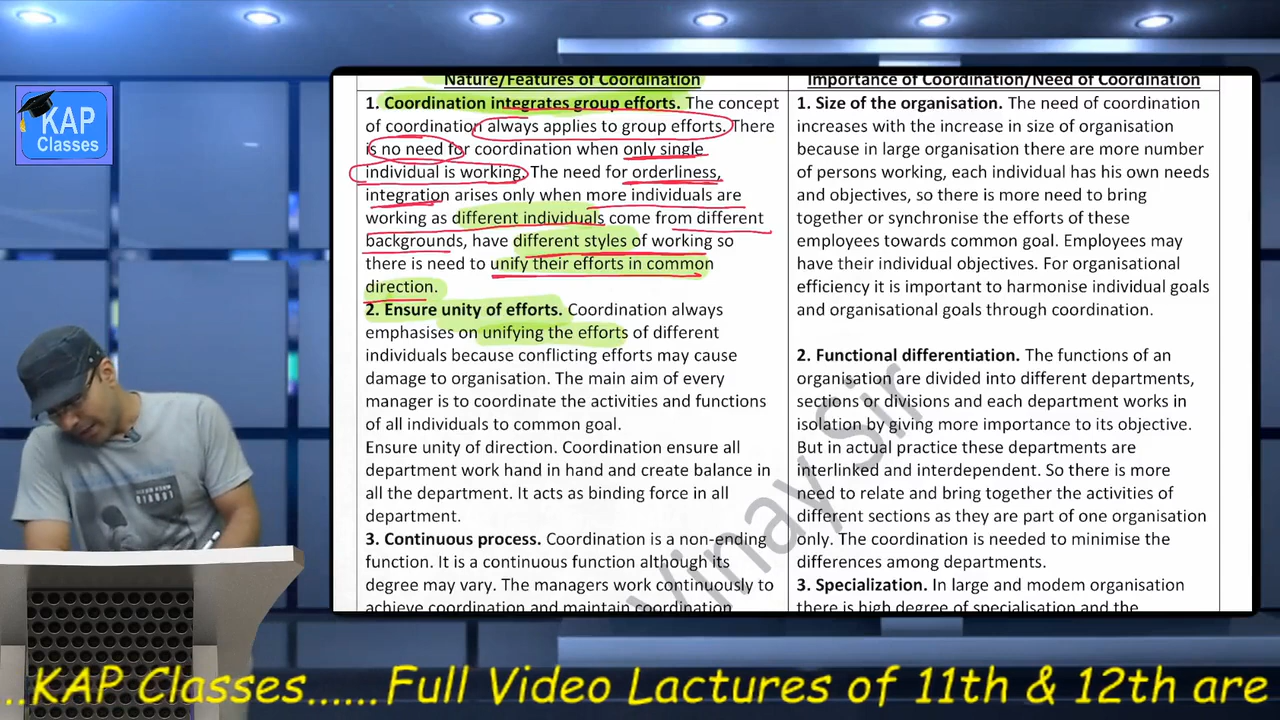 KAP
Classes
Nature/Features of Coordination
1. Coordination integrates group efforts. The concept
of coordination always applies to group efforts. There
is no need for coordination when only single
individual is working. The need for orderliness,
integration arises only when more individuals are
working as different individuals come from different
backgrounds, have different styles of working so
there is need to unify their efforts in common
direction.
2. Ensure unity of efforts. Coordination always
emphasises on unifying the efforts of different
individuals because conflicting efforts may cause
damage to organisation. The main aim of every
manager is to coordinate the activities and functions
of all individuals to common goal.
Ensure unity of direction. Coordination ensure all
department work hand in hand and create balance in
all the department. It acts as binding force in all
department.
3. Continuous process. Coordination is a non-ending
function. It is a continuous function although its
degree may vary. The managers work continuously to
achieve coordination and maintain coordination
Importance of Coordination/Need of Coordination
1. Size of the organisation. The need of coordination
increases with the increase in size of organisation
because in large organisation there are more number
of persons working, each individual has his own needs
and objectives, so there is more need to bring
together or synchronise the efforts of these
employees towards common goal. Employees may
have their individual objectives. For organisational
efficiency it is important to harmonise individual goals
and organisational goals through coordination.
2. Functional differentiation. The functions of an
organisation are divided into different departments,
sections or divisions and each department works in
isolation by giving more importance to its objective.
But in actual practice these departments are
interlinked and interdependent. So there is more
need to relate and bring together the activities of
different sections as they are part of one organisation
only. The coordination is needed to minimise the
differences among departments.
3. Specialization. In large and modem organisation
there is high degree of specialisation and the
Vinay Sir
..KAP Classes......Full Video Lactures of 11th & 12th are